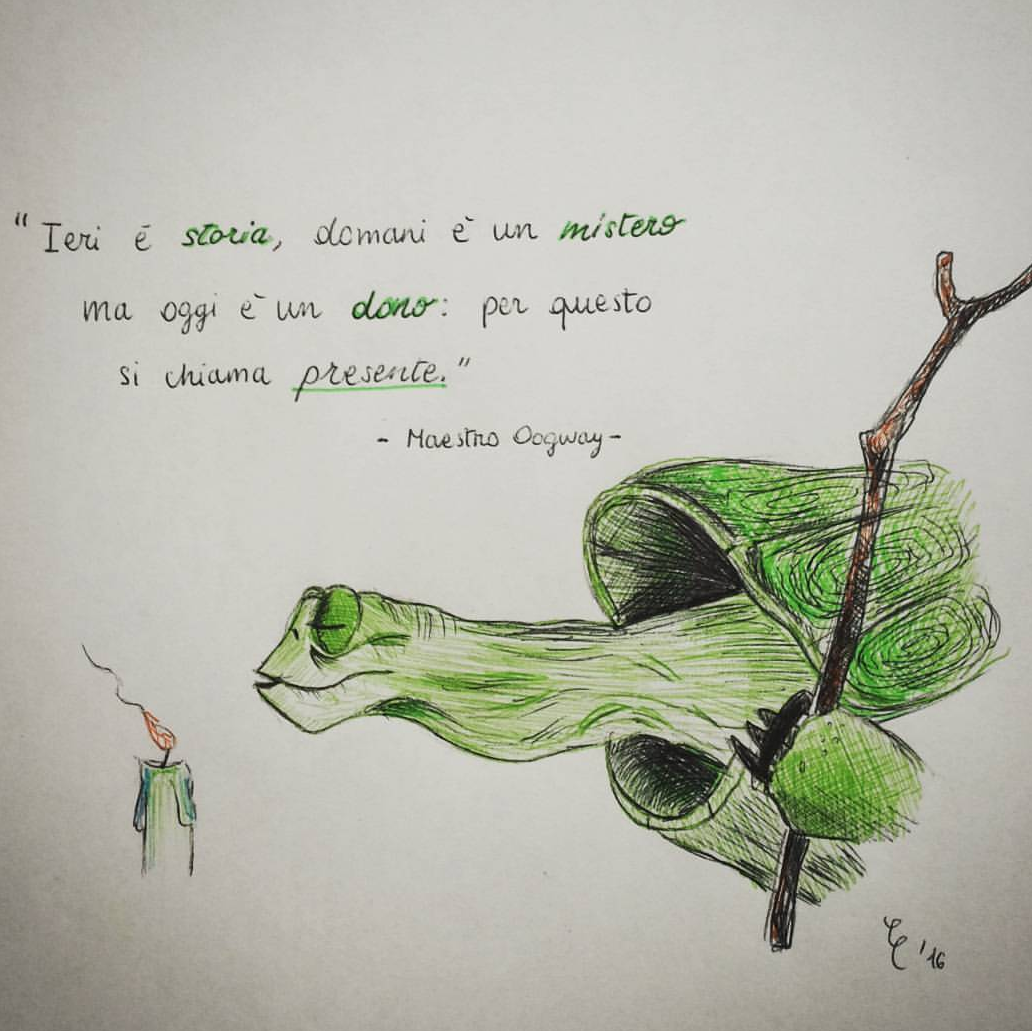 "Ieri è storia, domani è un mistero
ma oggi è un dono: per questo
si chiama presente."
- Maestro Oogway-
'16